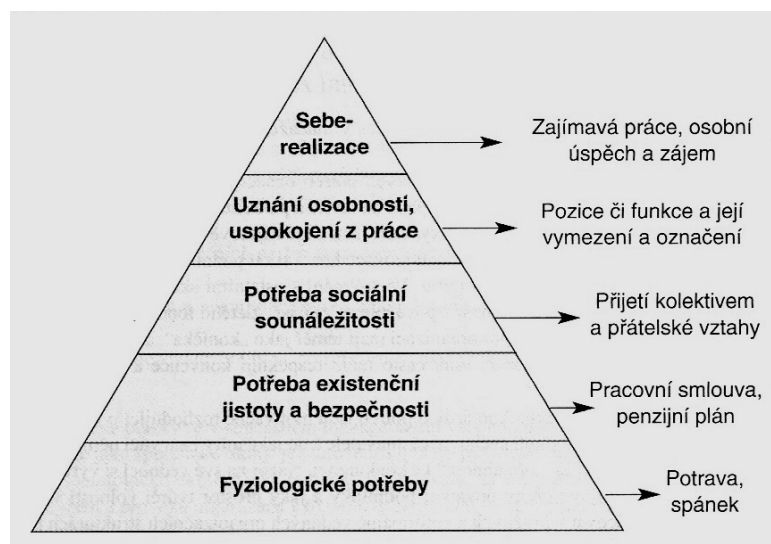 Sebe-
realizace
Zajímavá práce, osobní
úspěch a zájem
Uznání osobností,
uspokojení z práce
Pozice či funkce a její
vymezení a označení
Potřeba sociální
sounáležitosti
Přijetí kolektivem
a přátelské vztahy
Potřeba existenční
jistoty a bezpečnosti
Pracovní smlouva,
penzijní plán
Fyziologické potřeby
Potrava,
spánek